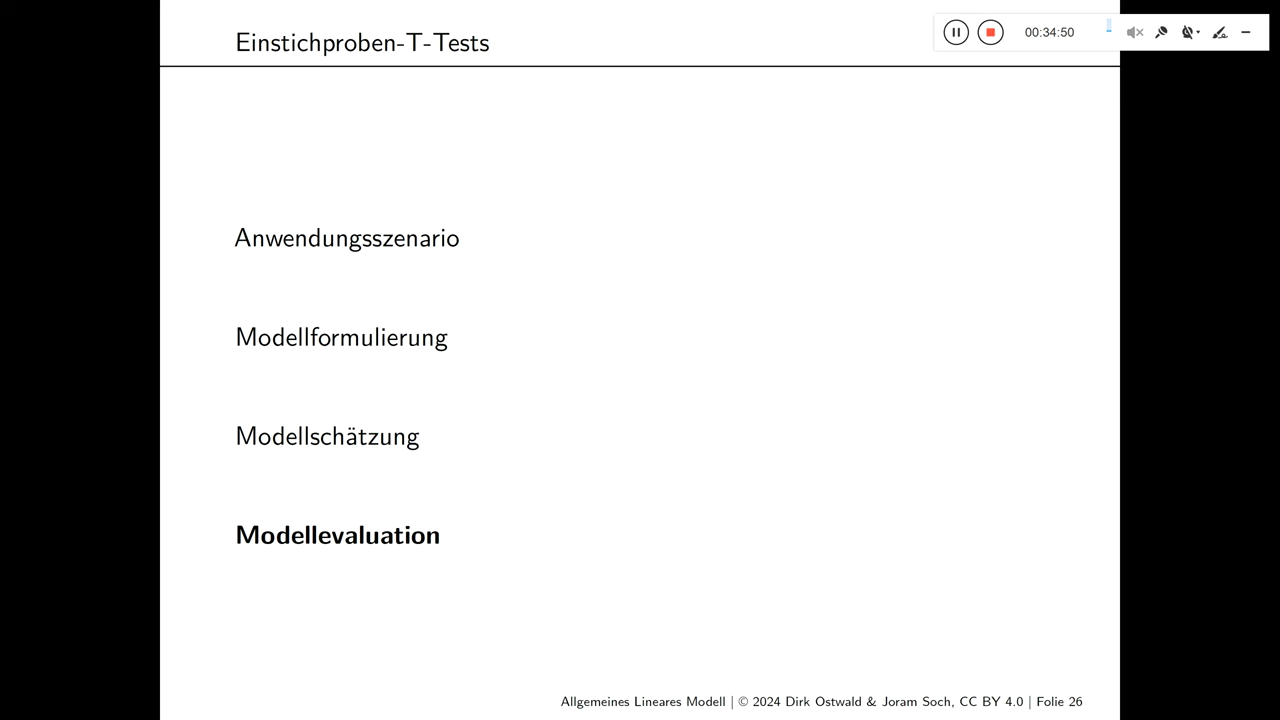 Einstichproben-T-Tests
00:34:50
Anwendungsszenario
Modellformulierung
Modellschätzung
Modellevaluation
Allgemeines Lineares Modell | © 2024 Dirk Ostwald & Joram Soch, CC BY 4.0 | Folie 26